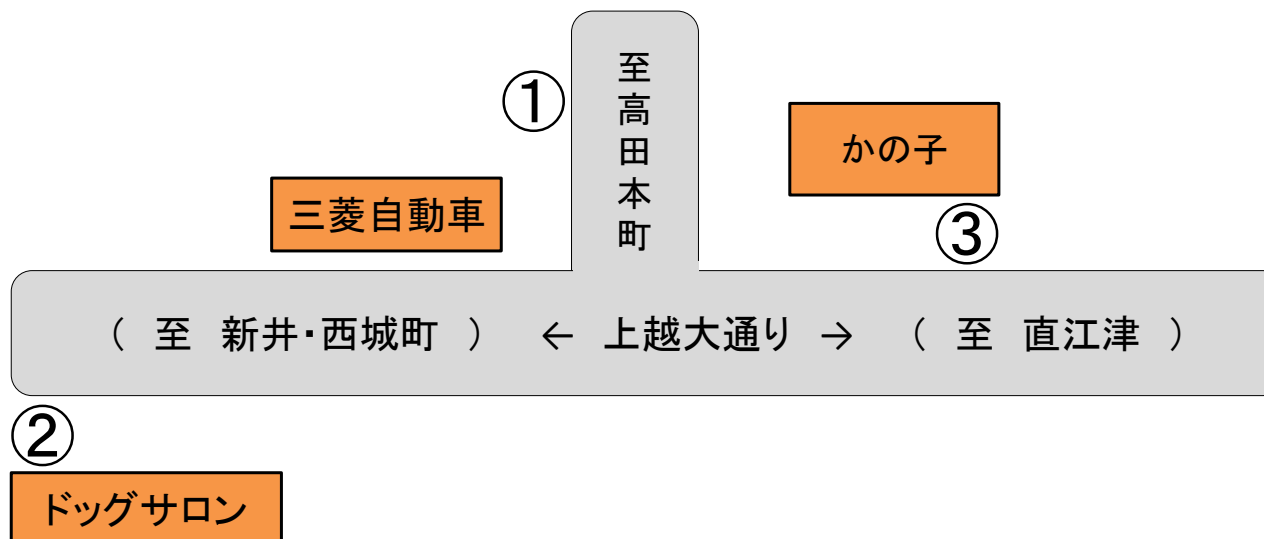 ①
至高田本町
かの子
三菱自動車
③
（ 至 新井・西城町 ） ← 上越大通り → （ 至 直江津 ）
②
ドッグサロン